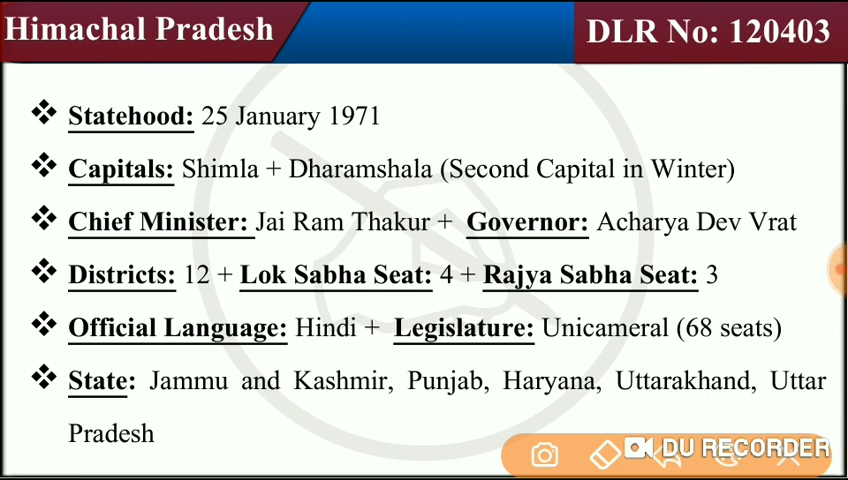 Himachal Pradesh
DLR No: 120403
❖ Statehood: 25 January 1971
❖ Capitals: Shimla + Dharamshala (Second Capital in Winter)
❖ Chief Minister: Jai Ram Thakur + Governor: Acharya Dev Vrat
❖ Districts: 12 + Lok Sabha Seat: 4 + Rajya Sabha Seat: 3
❖ Official Language: Hindi + Legislature: Unicameral (68 seats)
❖ State: Jammu and Kashmir, Punjab, Haryana, Uttarakhand, Uttar
Pradesh
DU RECORDER